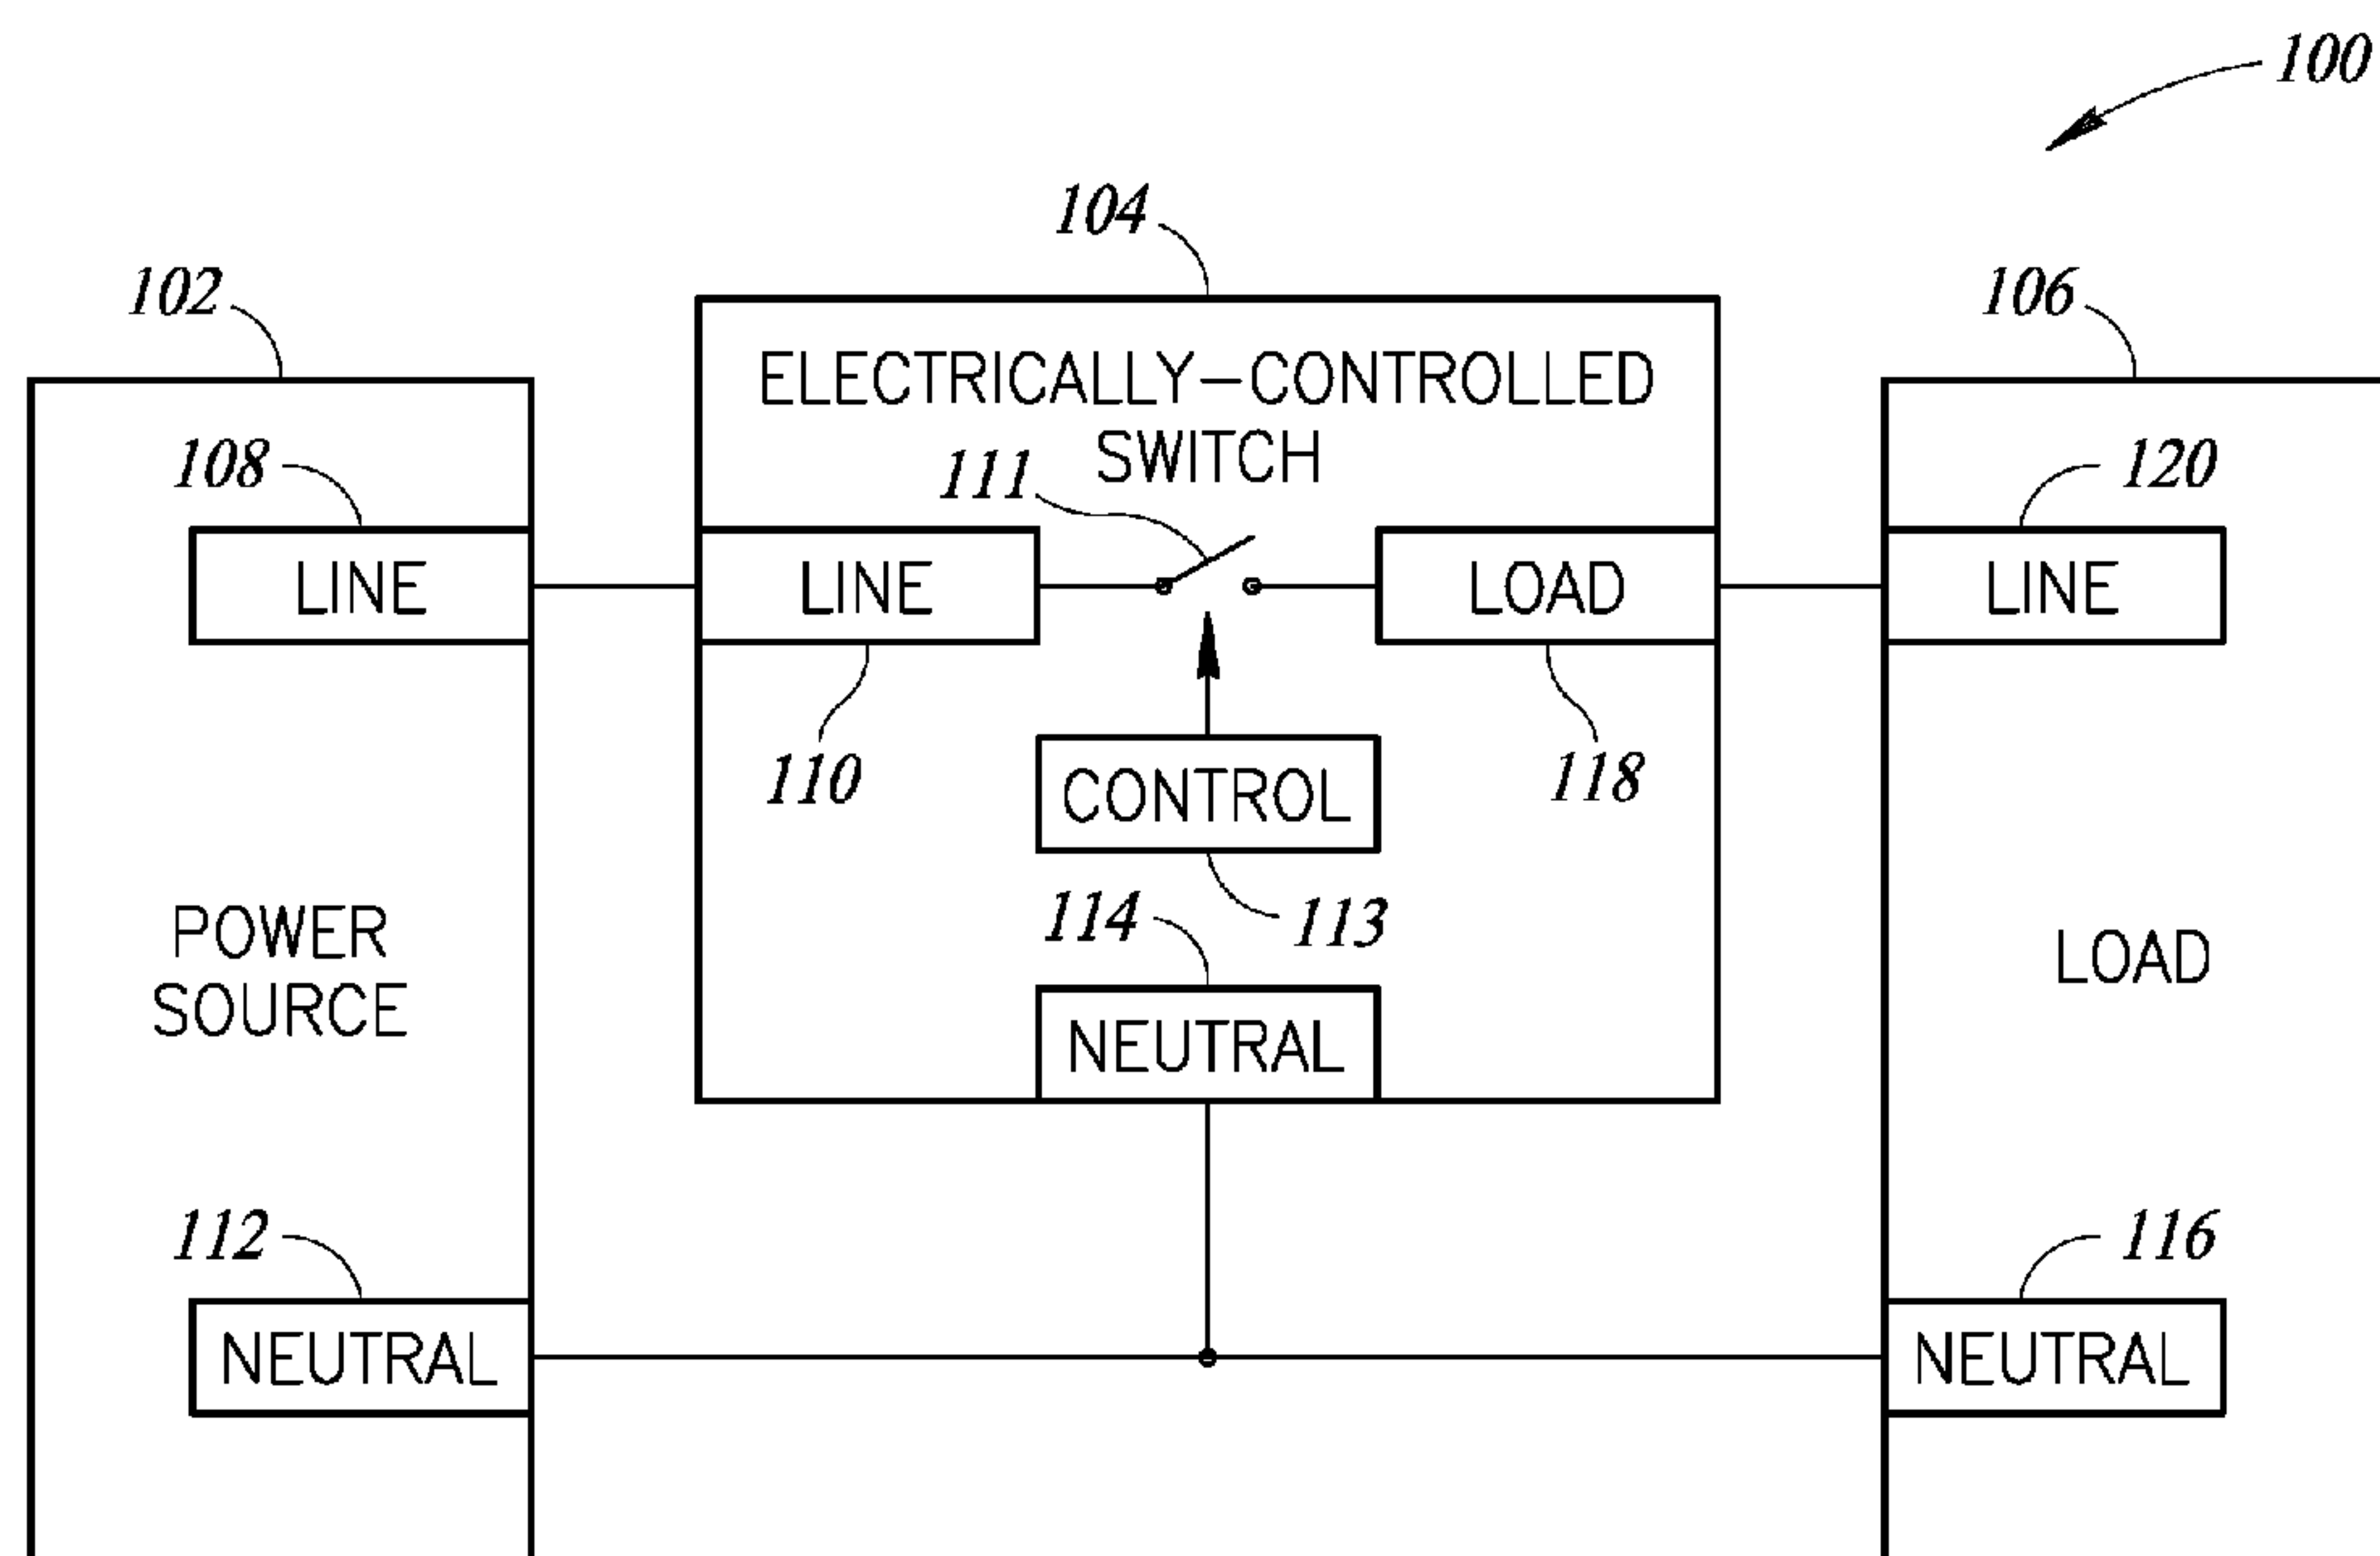 100
104
102
106
ELECTRICALLY-CONTROLLED
SWITCH
108
111
120
LINE
LINE
LOAD
LINE
110
118
CONTROL
114
113
POWER
SOURCE
LOAD
NEUTRAL
112
116
NEUTRAL
NEUTRAL